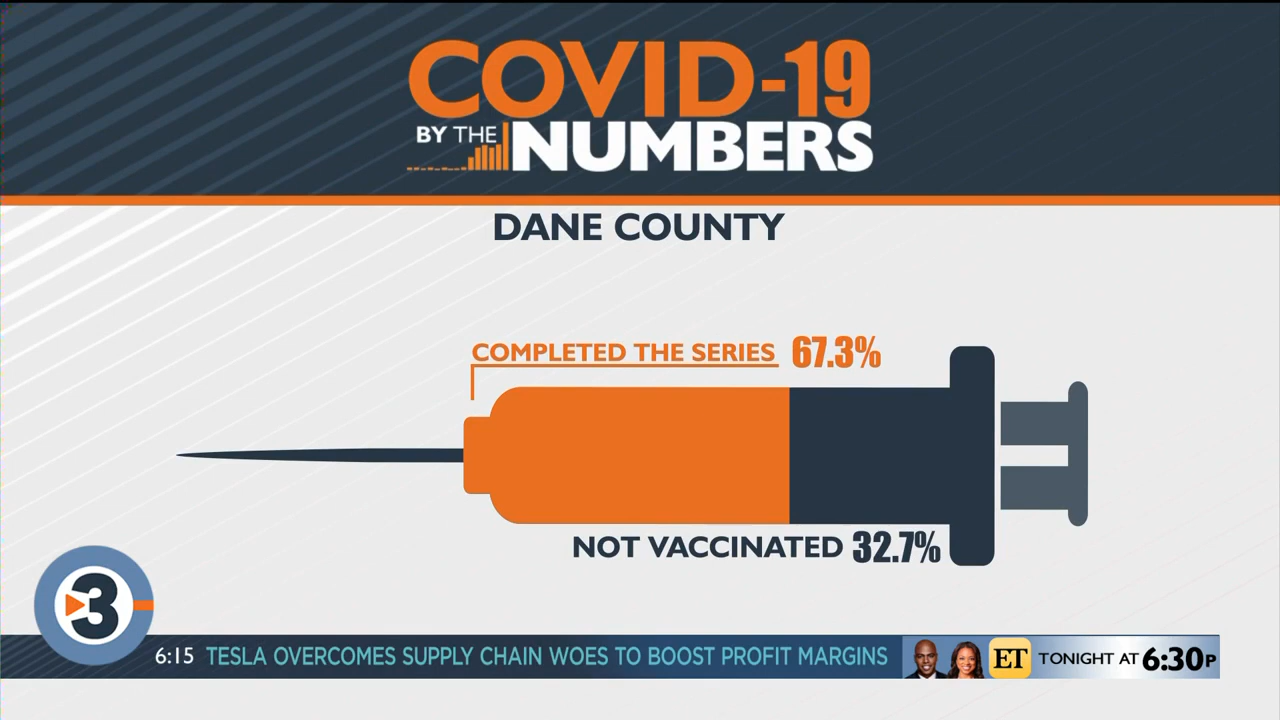 COVID-19
BY THE NUMBERS
DANE COUNTY
COMPLETED THE SERIES 67.3%
NOT VACCINATED 32.7%
3
6:15 TESLA OVERCOMES SUPPLY CHAIN WOES TO BOOST PROFIT MARGINS ET TONIGHT AT 6:30P